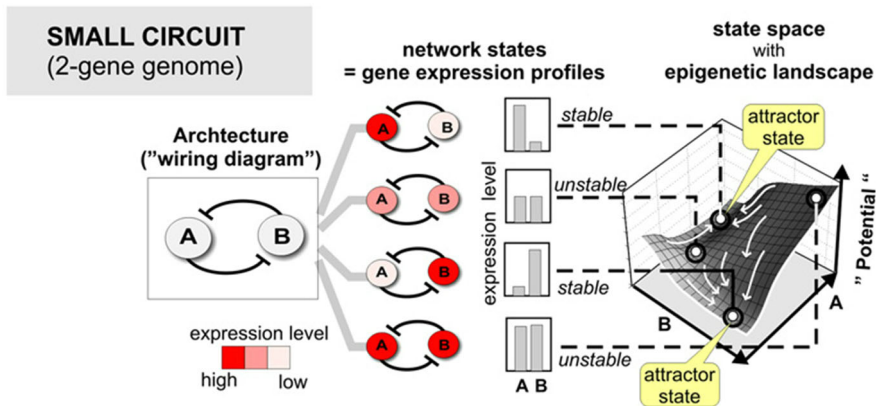 SMALL CIRCUIT
(2-gene genome)
network states
= gene expression profiles
state space
with
epigenetic landscape
Archtecture
("wiring diagram")
A
B
expression level
high
low
A
B
A
B
A
B
A
B
expression level
A B
stable
unstable
stable
unstable
attractor
state
attractor
state
B
A
" Potential "